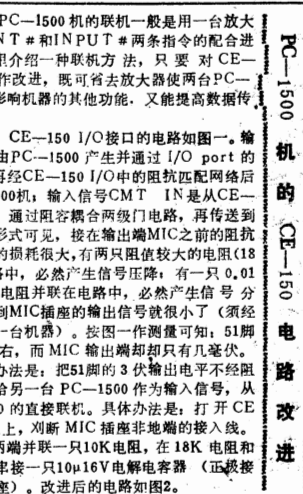 PC—1500机的联机一般是用一台放大
NT＃和INPUT＃两条指令的配合进
介绍一种联机方法，只要对CE—
作改进，既可省去放大器使两台PC—
影响机器的其他功能．又能提高数据传
CE—150 I/O接口的电路如图一。输
由PC—1500产生并通过I/O port的
再经CE—150 I/O中的阻抗匹配网络后
00机；输入信号CMT IN是从CE—
通过阻容耦合两级门电路，再传送到
形式可见，接在输出端MIC之前的阻抗
的损耗很大，有两只阻值较大的电阻(18
路中，必然产生信号压降；有一只0.01
电阻并联在电路中，必然产生信号分
到MIC插座的输出信号就很小了（须经
一台机器）。按图一作测量可知：51脚
右，而MIC输出端却却只有几毫伏。
办法是：把51脚的3伏输出电平不经阻
给另一台PC—1500作为输入信号，从
的直接联机。具体办法是：打开CE
上，刈断MIC插座非地端的接入线。
两端并联一只10K电阻，在18K电阻和
串接一只10μ16V电解电容器（正极接
座）。改进后的电路如图2。
PC—1500机的CE—150电路改进